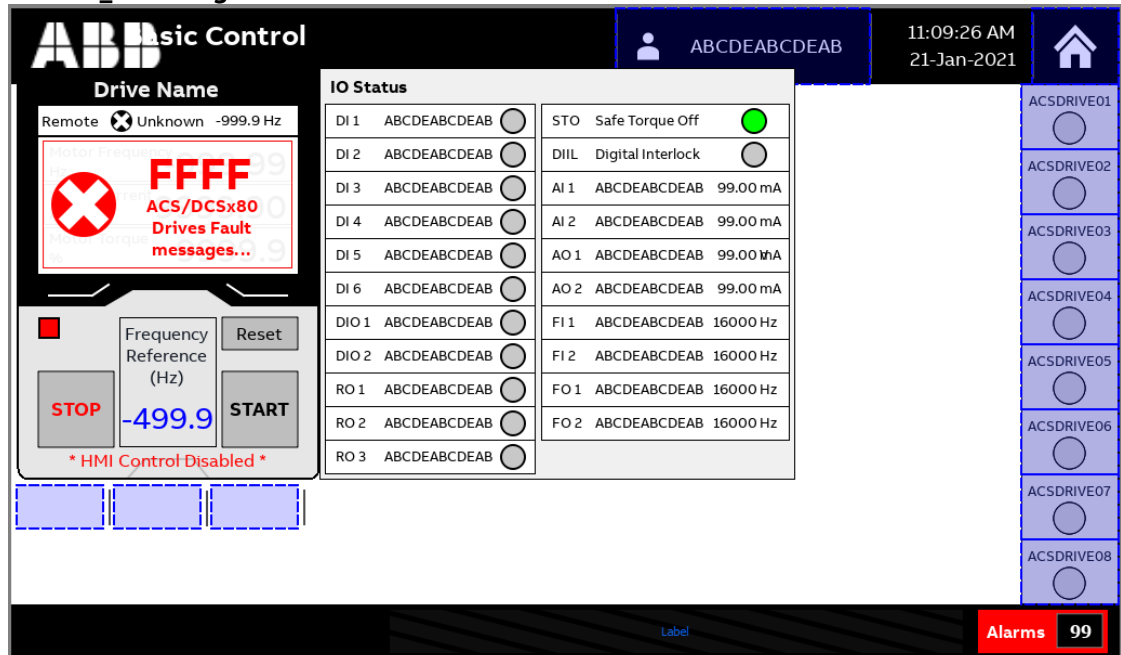 ABB
Basic Control
ABCDEABCDEAB
11:09:26 AM
21-Jan-2021
Drive Name
Remote Unknown -999.9 Hz
Motor Frequency
FFFF
ACS/DCSx80
Drives Fault
messages...
Motor Torque
%
Frequency
Reference
(Hz)
-499.9
Reset
STOP
START
* HMI Control Disabled *
IO Status
DI 1 ABCDEABCDEAB
DI 2 ABCDEABCDEAB
DI 3 ABCDEABCDEAB
DI 4 ABCDEABCDEAB
DI 5 ABCDEABCDEAB
DI 6 ABCDEABCDEAB
DIO 1 ABCDEABCDEAB
DIO 2 ABCDEABCDEAB
RO 1 ABCDEABCDEAB
RO 2 ABCDEABCDEAB
RO 3 ABCDEABCDEAB
STO Safe Torque Off
DIIL Digital Interlock
AI 1 ABCDEABCDEAB 99.00 mA
AI 2 ABCDEABCDEAB 99.00 mA
AO 1 ABCDEABCDEAB 99.00 mA
AO 2 ABCDEABCDEAB 99.00 mA
FI 1 ABCDEABCDEAB 16000 Hz
FI 2 ABCDEABCDEAB 16000 Hz
FO 1 ABCDEABCDEAB 16000 Hz
FO 2 ABCDEABCDEAB 16000 Hz
ACSDRIVE01
ACSDRIVE02
ACSDRIVE03
ACSDRIVE04
ACSDRIVE05
ACSDRIVE06
ACSDRIVE07
ACSDRIVE08
Label
Alarms 99